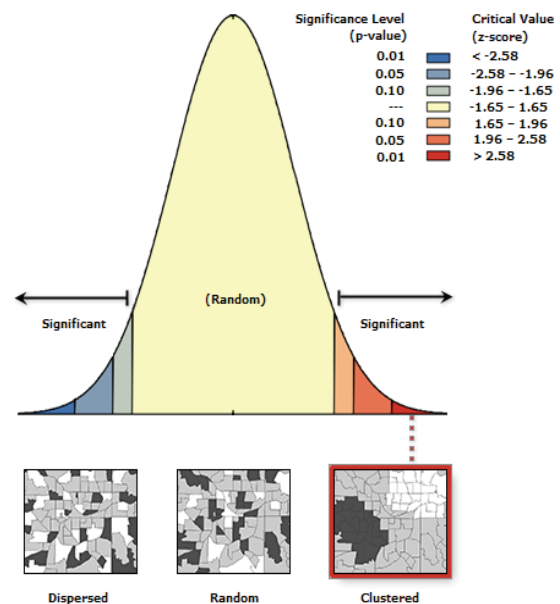 Significance Level Critical Value
(p-value) (z-score)
0.01 < -2.58
0.05 -2.58 – -1.96
0.10 -1.96 – -1.65
--- -1.65 – 1.65
0.10 1.65 – 1.96
0.05 1.96 – 2.58
0.01 > 2.58
(Random)
Significant Significant
Dispersed Random Clustered